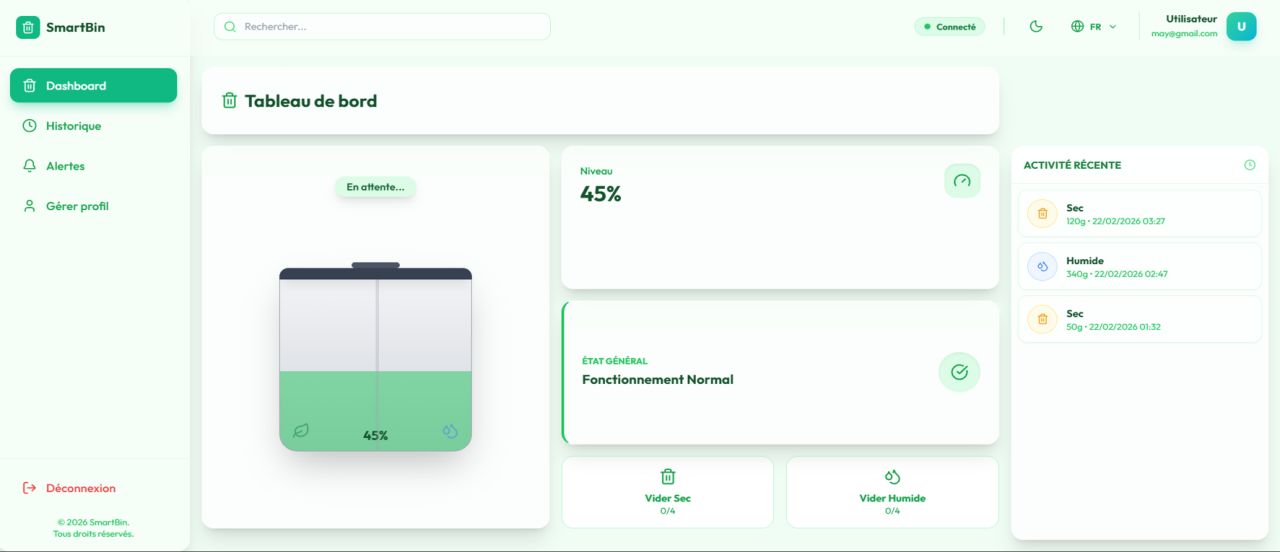 SmartBin
Rechercher...
Connecté
FR
Utilisateur
may@gmail.com
U
Dashboard
Historique
Alertes
Gérer profil
Déconnexion
© 2026 SmartBin.
Tous droits réservés.
Tableau de bord
En attente...
45%
Niveau
45%
ÉTAT GÉNÉRAL
Fonctionnement Normal
Vider Sec
0/4
Vider Humide
0/4
ACTIVITÉ RÉCENTE
Sec
120g • 22/02/2026 03:27
Humide
340g • 22/02/2026 02:47
Sec
50g • 22/02/2026 01:32